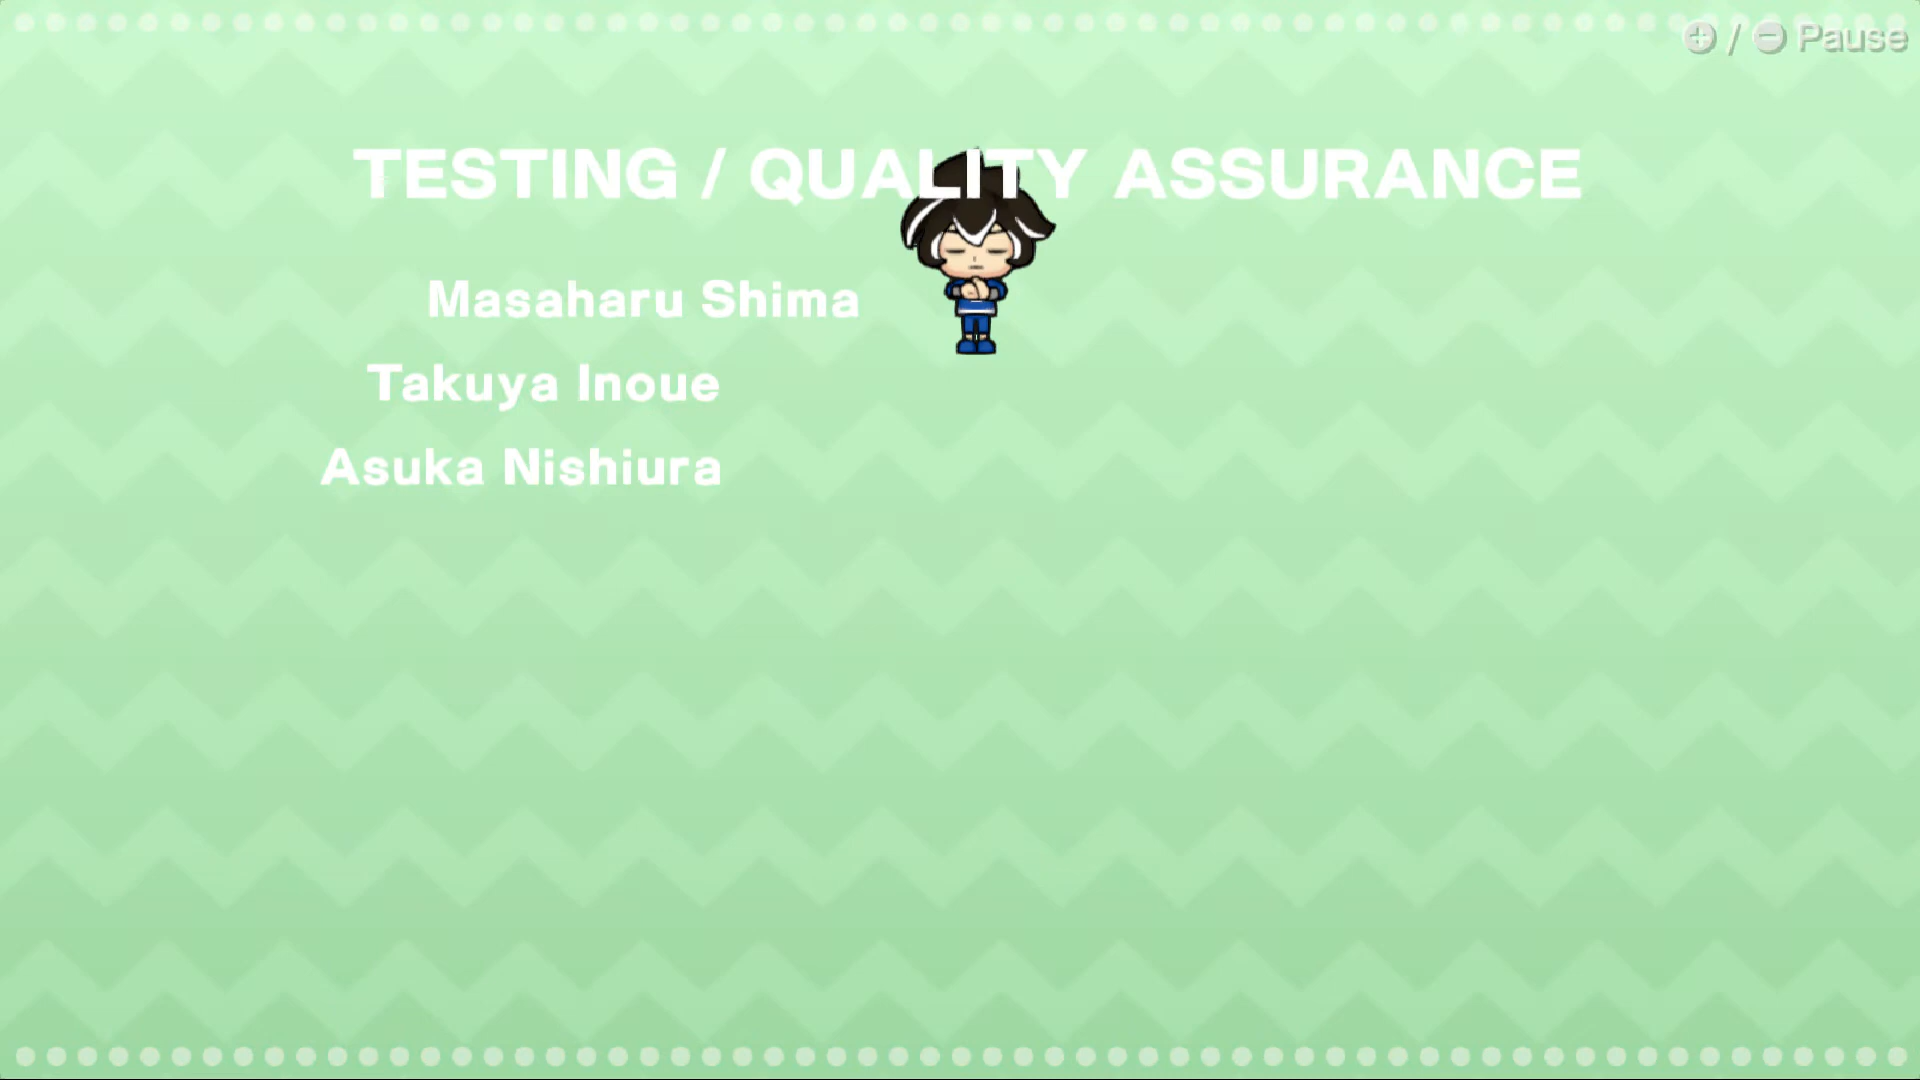 + / - Pause
TESTING / QUALITY ASSURANCE
Masaharu Shima
Takuya Inoue
Asuka Nishiura